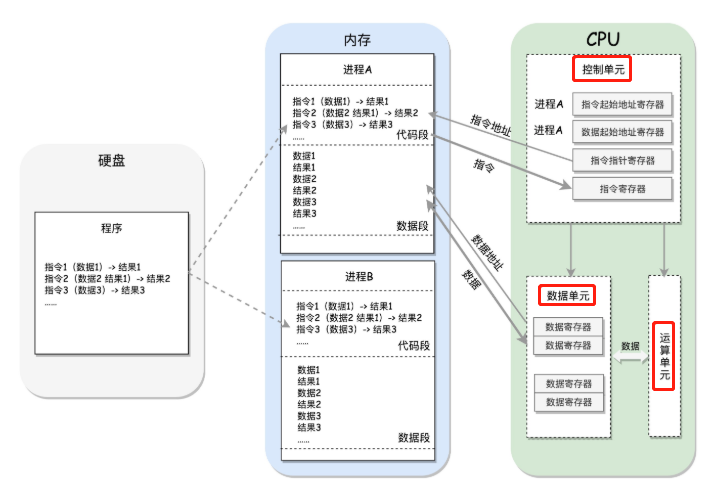 硬盘
程序
指令1（数据1）-> 结果1
指令2（数据2 结果1）-> 结果2
指令3（数据3）-> 结果3
……
内存
进程A
指令1（数据1）-> 结果1
指令2（数据2 结果1）-> 结果2
指令3（数据3）-> 结果3
……
代码段
数据1
结果1
数据2
结果2
数据3
结果3
……
数据段
进程B
指令1（数据1）-> 结果1
指令2（数据2 结果1）-> 结果2
指令3（数据3）-> 结果3
……
代码段
数据1
结果1
数据2
结果2
数据3
结果3
……
数据段
指令地址
指令
数据地址
数据
CPU
控制单元
进程A 指令起始地址寄存器
进程A 数据起始地址寄存器
指令指针寄存器
指令寄存器
数据单元
数据寄存器
数据寄存器
数据寄存器
数据寄存器
数据
运算单元